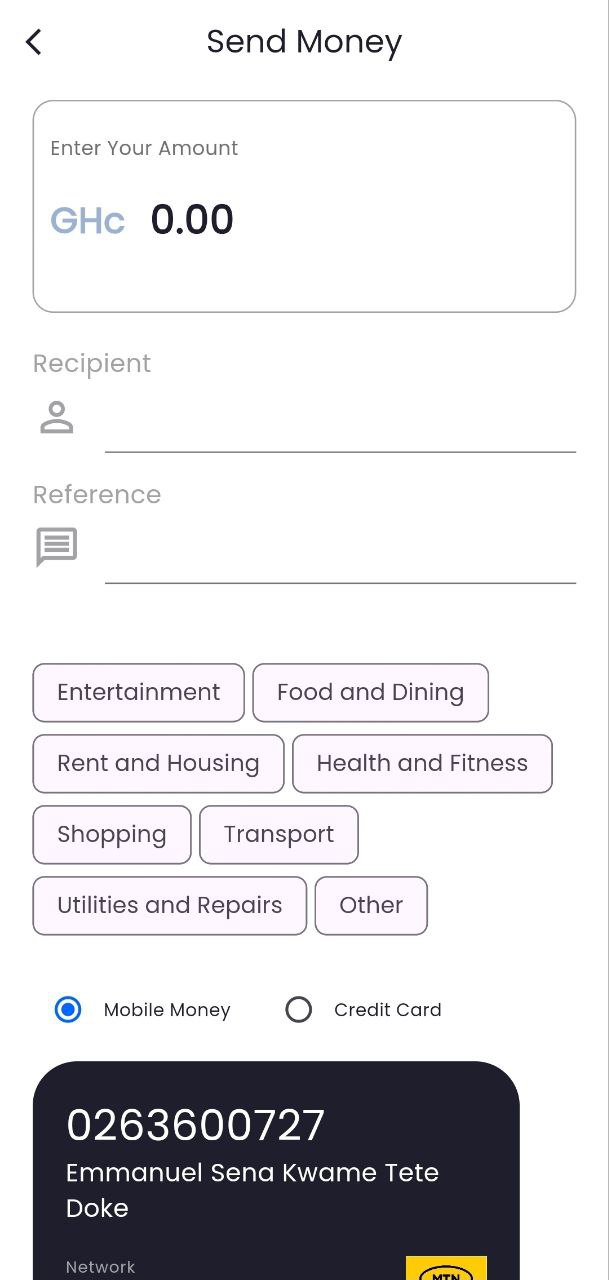 Send Money
Enter Your Amount
GHc 0.00
Recipient
Reference
Entertainment Food and Dining
Rent and Housing Health and Fitness
Shopping Transport
Utilities and Repairs Other
Mobile Money Credit Card
0263600727
Emmanuel Sena Kwame Tete
Doke
Network
MTN